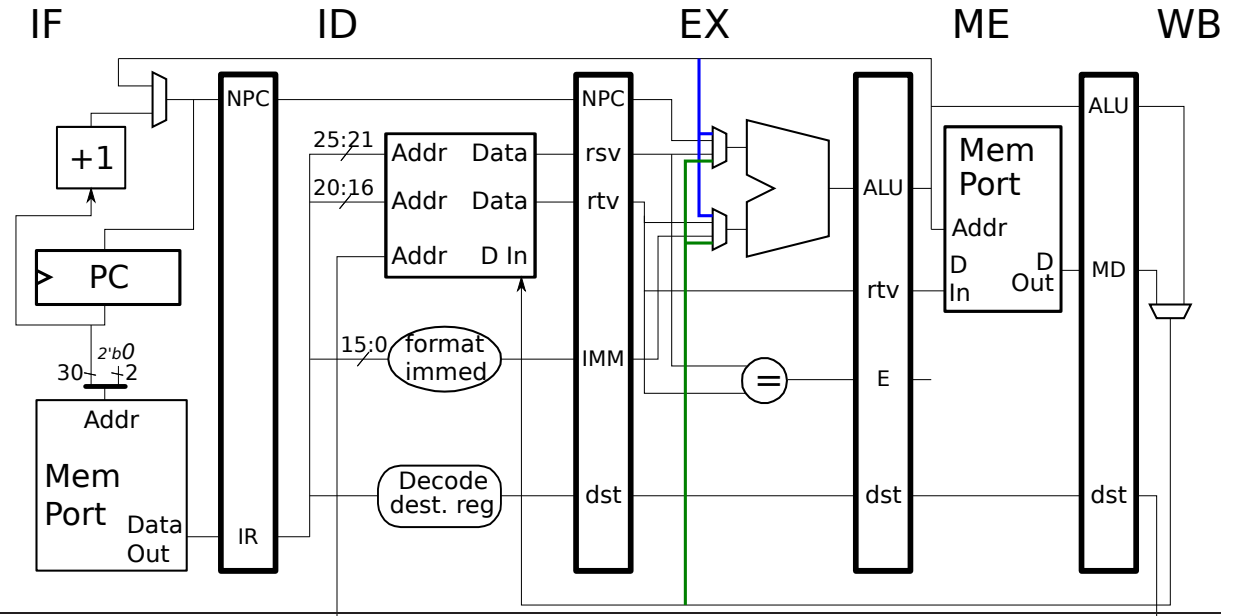 IF ID EX ME WB
NPC NPC ALU
+1
25:21 Addr Data rsv
20:16 Addr Data rtv
Addr D In
ALU
Mem
Port
Addr
D
In
D
Out
MD
PC
rtv
2'b0
30 2
15:0 format
immed
IMM
=
E
Addr
Mem
Port
Data
Out
IR
Decode
dest. reg
dst dst dst